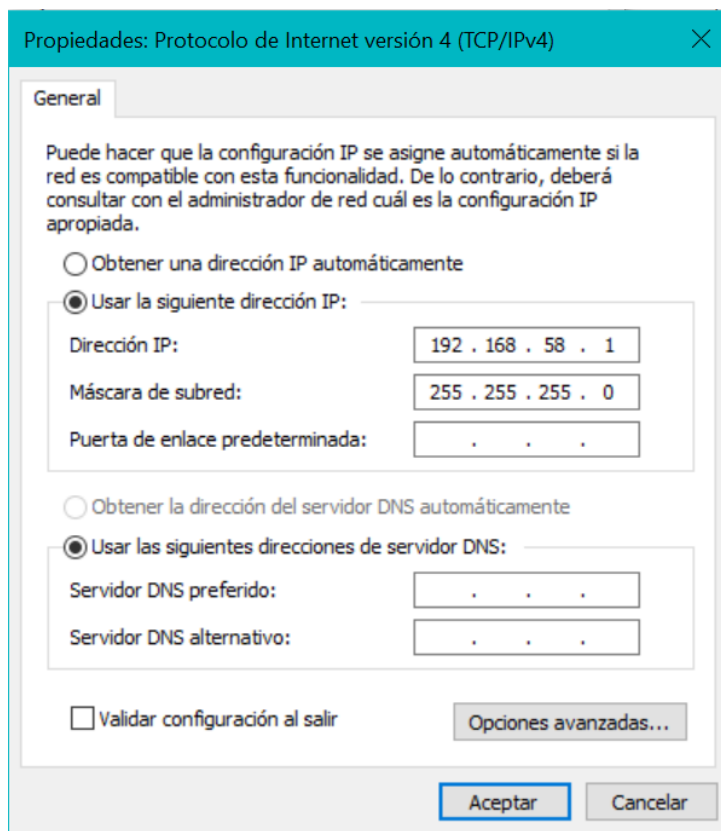 Propiedades: Protocolo de Internet versión 4 (TCP/IPv4)
General
Puede hacer que la configuración IP se asigne automáticamente si la
red es compatible con esta funcionalidad. De lo contrario, deberá
consultar con el administrador de red cuál es la configuración IP
apropiada.
Obtener una dirección IP automáticamente
Usar la siguiente dirección IP:
Dirección IP: 192 . 168 . 58 . 1
Máscara de subred: 255 . 255 . 255 . 0
Puerta de enlace predeterminada: . . .
Obtener la dirección del servidor DNS automáticamente
Usar las siguientes direcciones de servidor DNS:
Servidor DNS preferido: . . .
Servidor DNS alternativo: . . .
Validar configuración al salir Opciones avanzadas...
Aceptar Cancelar